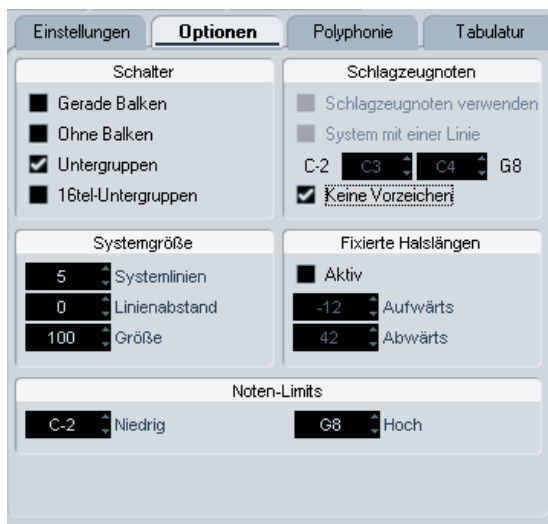 Einstellungen Optionen Polyphonie Tabulatur
Schalter
Gerade Balken
Ohne Balken
Untergruppen
16tel-Untergruppen
Schlagzeugnoten
Schlagzeugnoten verwenden
System mit einer Linie
C-2 C3 C4 G8
Keine Vorzeichen
Systemgröße
5 Systemlinien
0 Linienabstand
100 Größe
Fixierte Halslängen
Aktiv
-12 Aufwärts
42 Abwärts
Noten-Limits
C-2 Niedrig
G8 Hoch